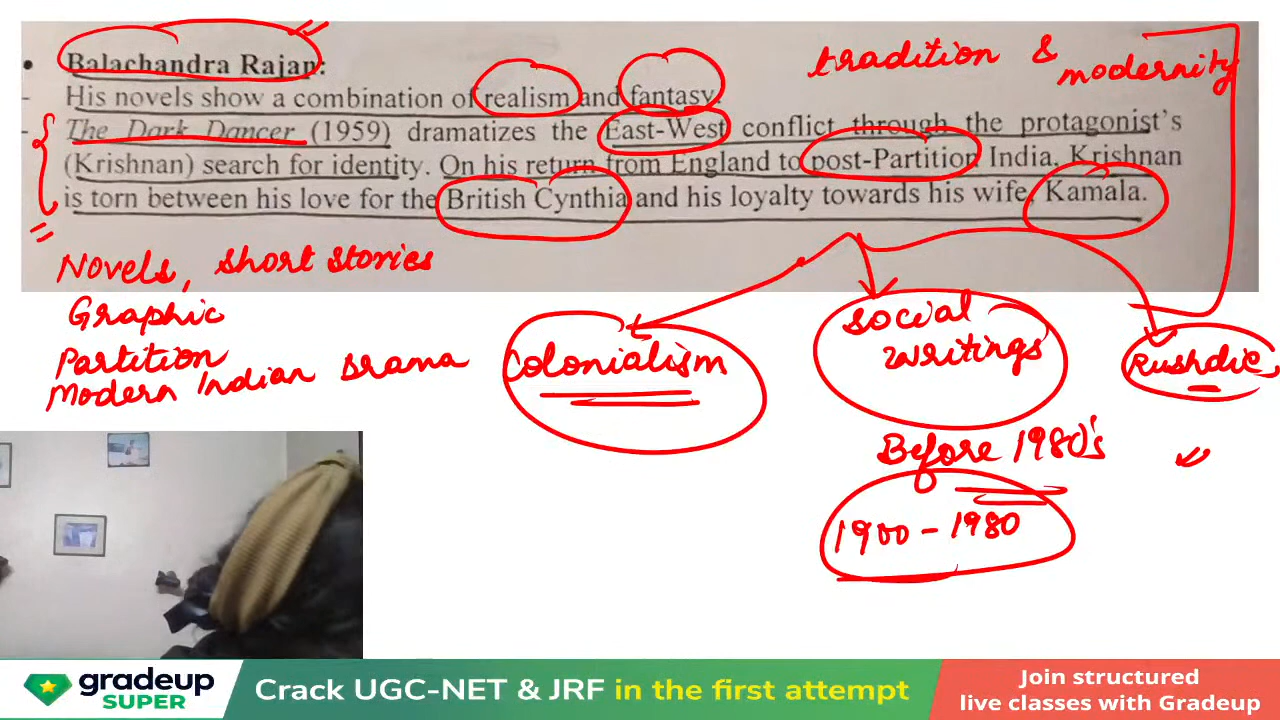 tradition &
modernity
• Balachandra Rajan:
- His novels show a combination of realism and fantasy.
- The Dark Dancer (1959) dramatizes the East-West conflict through the protagonist's
(Krishnan) search for identity. On his return from England to post-Partition India, Krishnan
is torn between his love for the British Cynthia and his loyalty towards his wife, Kamala.
Novels, short stories
Graphic
Partition
Modern Indian Drama
Colonialism
Social
writings
Rushdie,
Before 1980's
1900 - 1980
gradeup
SUPER
Crack UGC-NET & JRF in the first attempt
Join structured
live classes with Gradeup